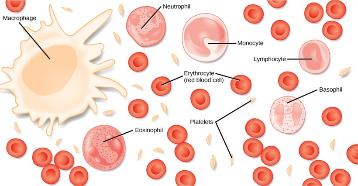 Macrophage
Neutrophil
Monocyte
Lymphocyte
Erythrocyte
(red blood cell)
Basophil
Platelets
Eosinophil